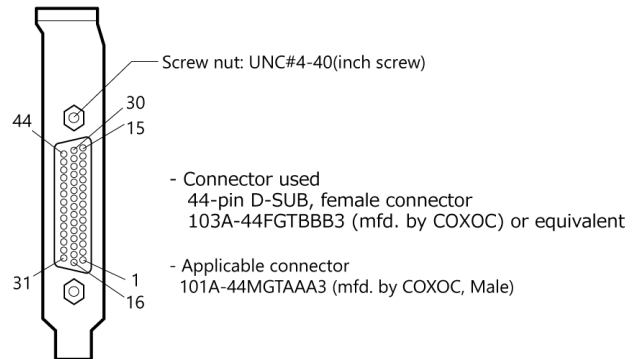 Screw nut: UNC#4-40(inch screw)
30
44
15
- Connector used
44-pin D-SUB, female connector
103A-44FGTBBB3 (mfd. by COXOC) or equivalent
- Applicable connector
101A-44MGTAAA3 (mfd. by COXOC, Male)
31
1
16